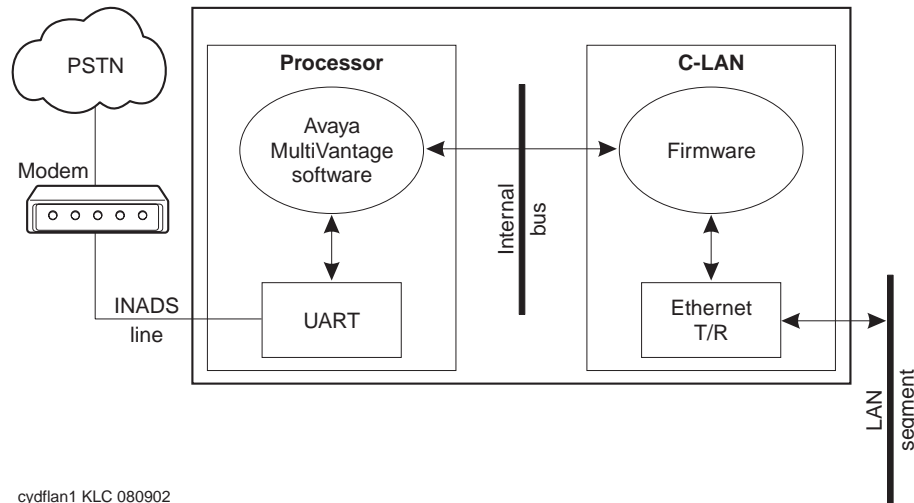 PSTN
Processor
C-LAN
Avaya
MultiVantage
software
Firmware
Modem
Internal
bus
INADS
line
UART
Ethernet
T/R
LAN
segment
cydflan1 KLC 080902